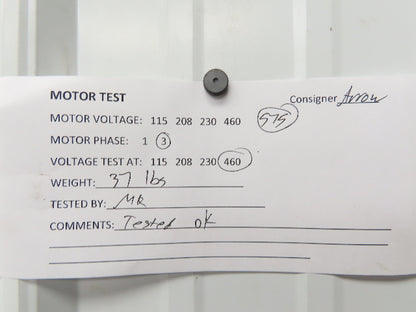 MOTOR TEST Consigner Arrow
MOTOR VOLTAGE: 115 208 230 460 575
MOTOR PHASE: 1 3
VOLTAGE TEST AT: 115 208 230 460
WEIGHT: 37 lbs
TESTED BY: MR
COMMENTS: Tested ok